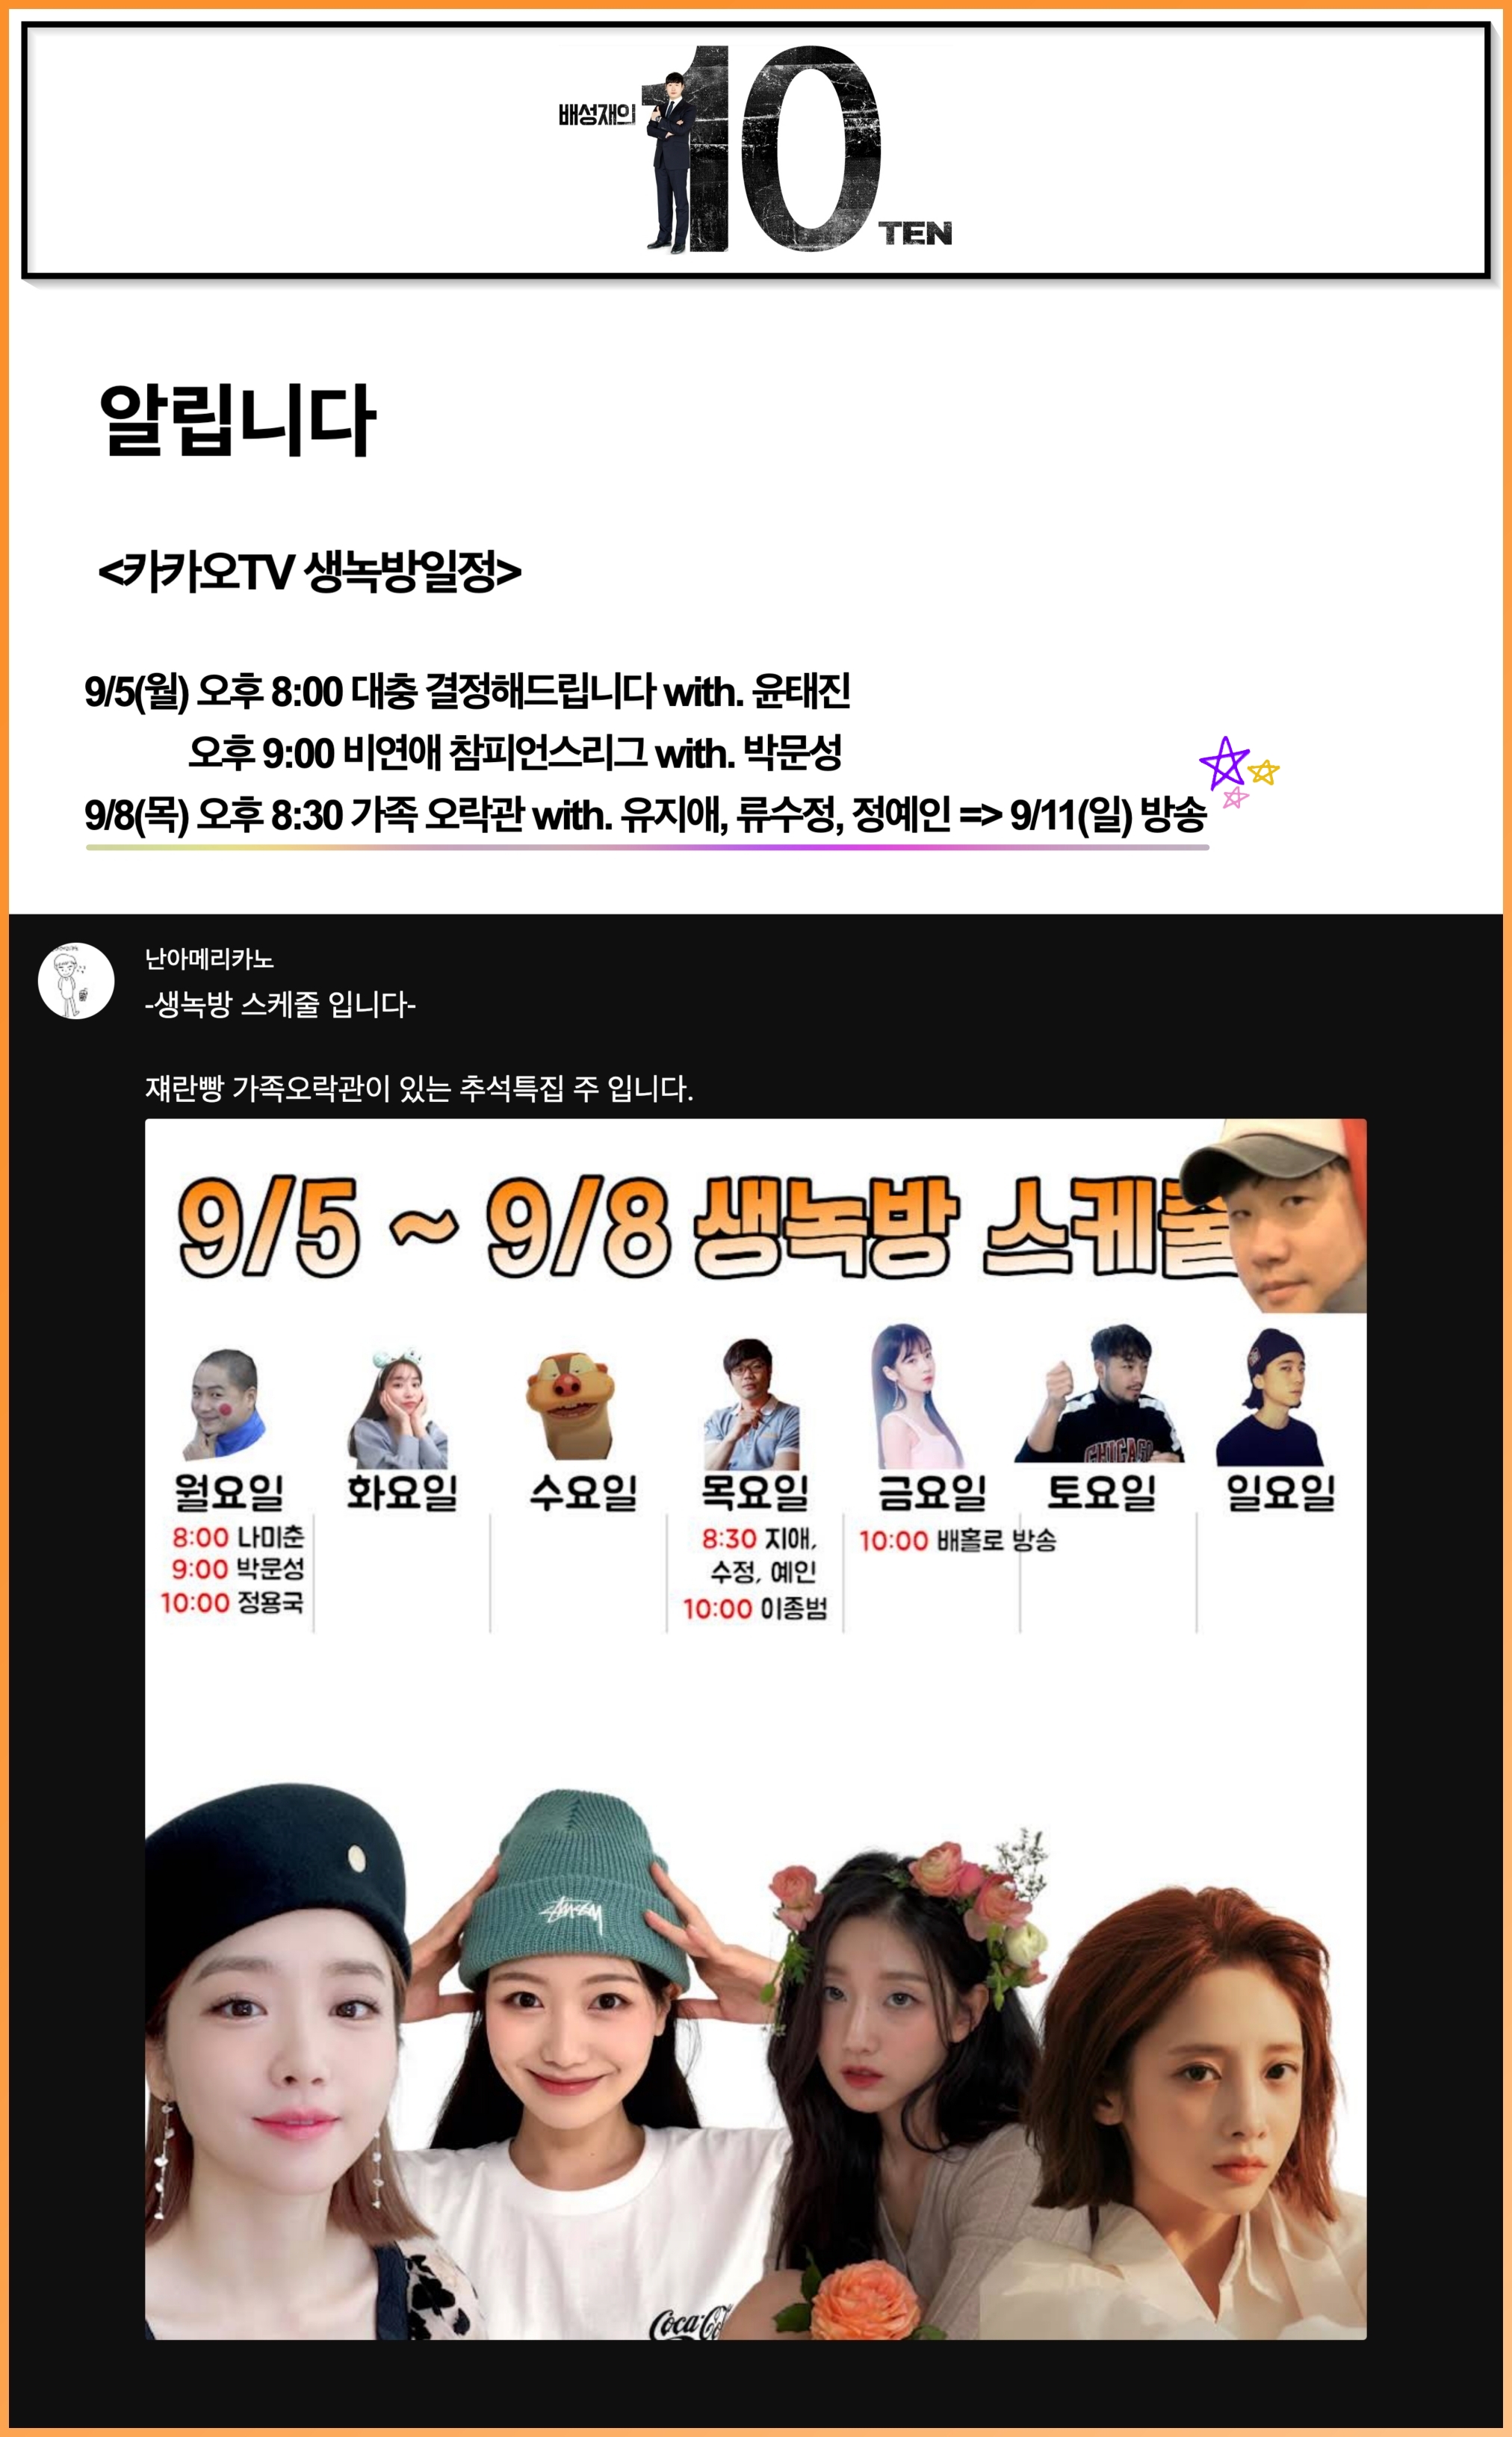 배성재의
10
TEN
알립니다
<카카오TV 생녹방일정>
9/5(월) 오후 8:00 대충 결정해드립니다 with. 윤태진
오후 9:00 비연애 참피언스리그 with. 박문성
9/8(목) 오후 8:30 가족 오락관 with. 유지애, 류수정, 정예인 => 9/11(일) 방송
난아메리카노
-생녹방 스케줄 입니다-
쟤란빵 가족오락관이 있는 추석특집 주 입니다.
9/5 ~ 9/8 생녹방 스케줄
CHICAGO
월요일 화요일 수요일 목요일 금요일 토요일 일요일
8:00 나미춘
9:00 박문성
10:00 정용국
8:30 지애,
수정, 예인
10:00 이종범
10:00 배홀로 방송
Coca-Co